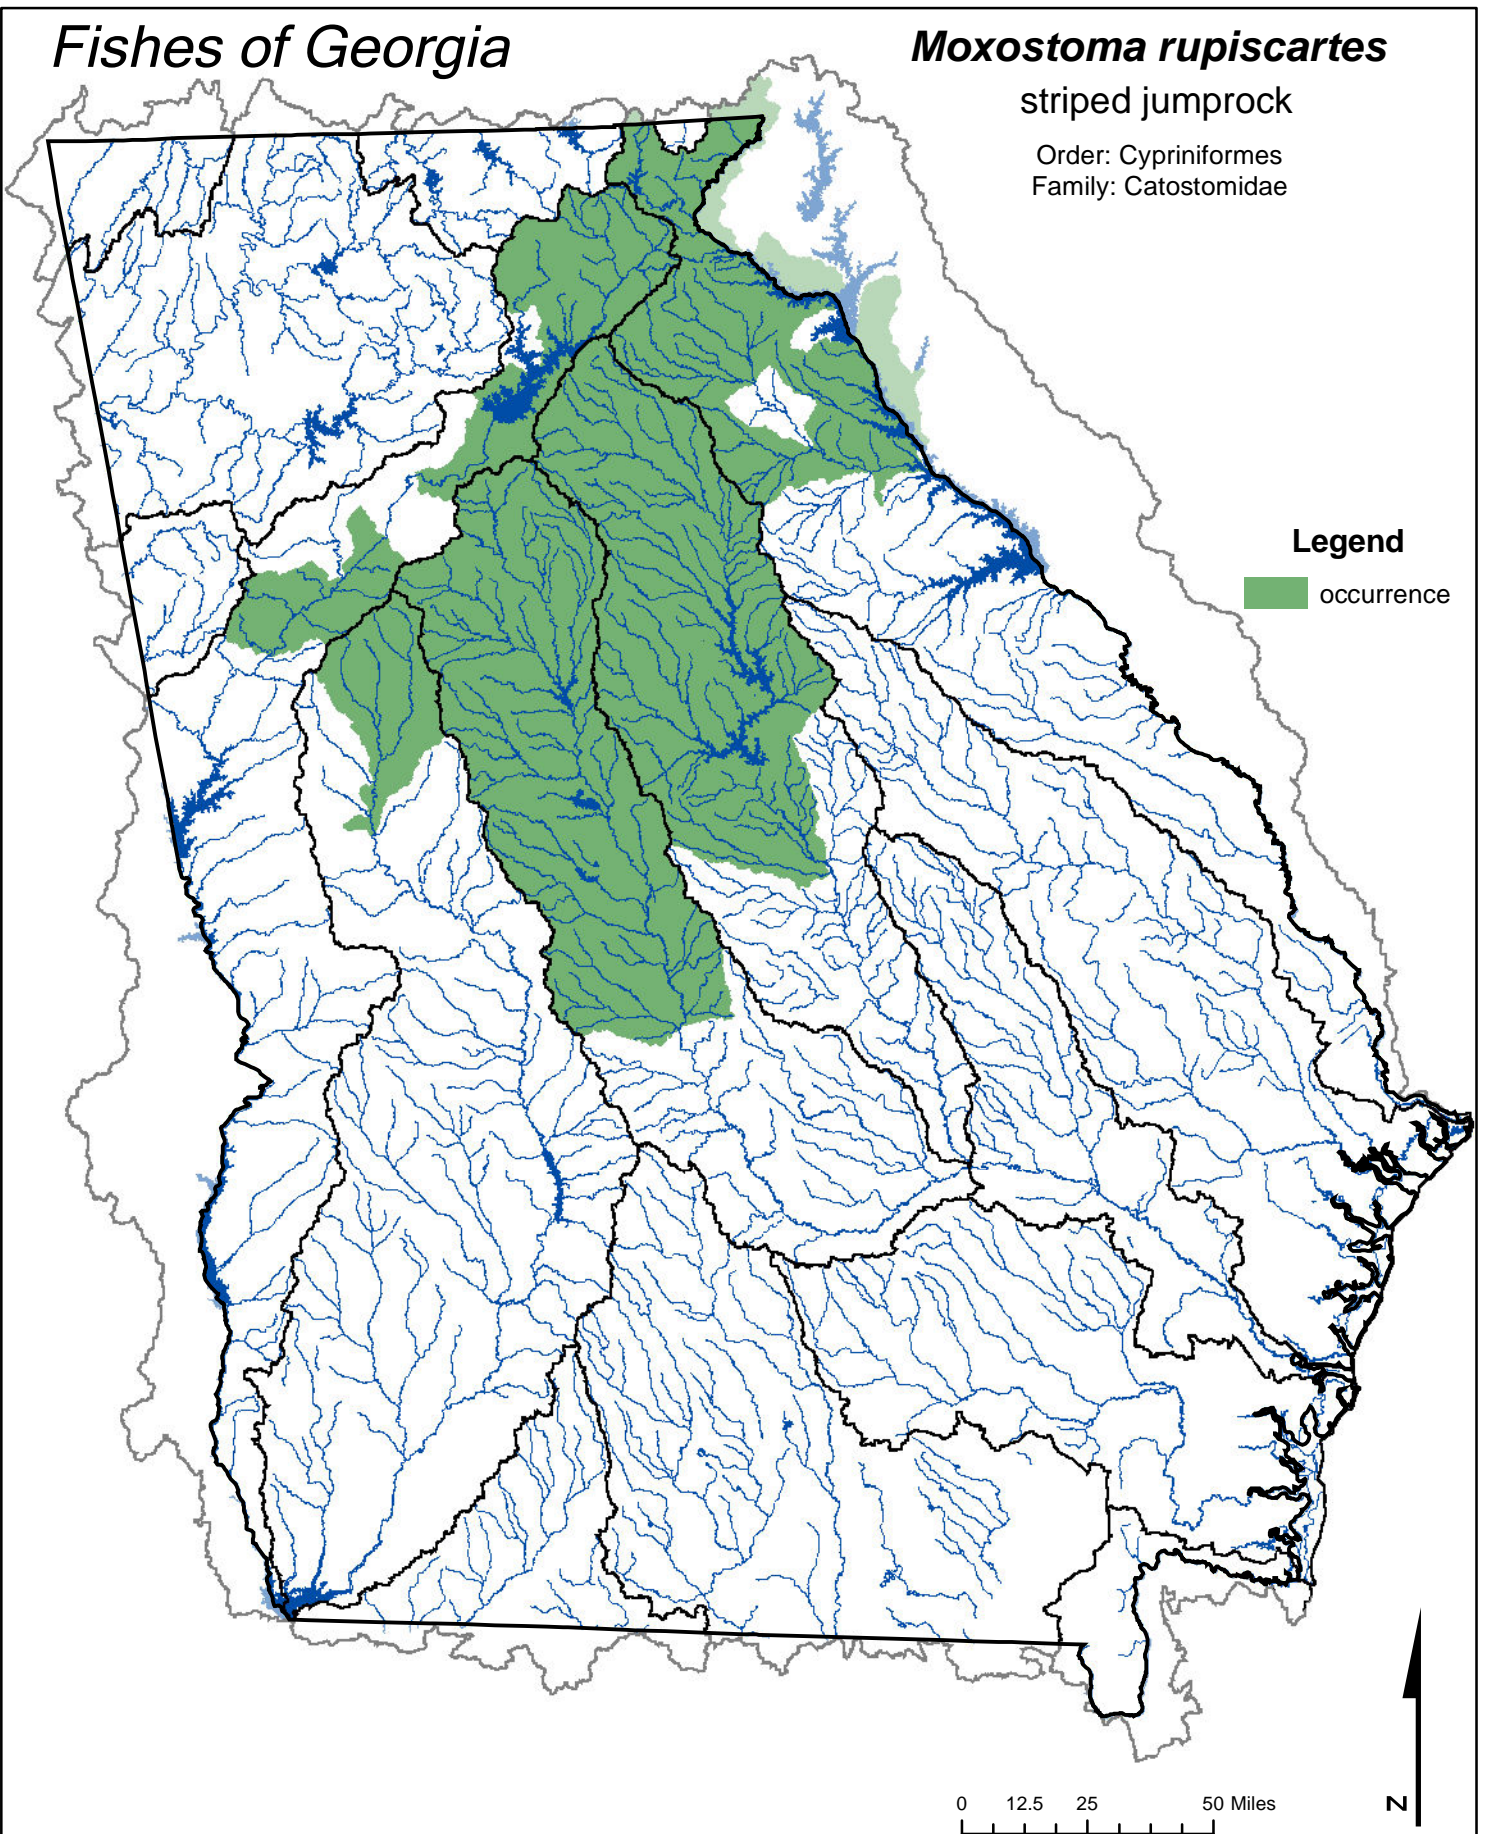 Fishes of Georgia
Moxostoma rupiscartes
striped jumprock
Order: Cypriniformes
Family: Catostomidae
Legend
occurrence
0 12.5 25 50 Miles
N